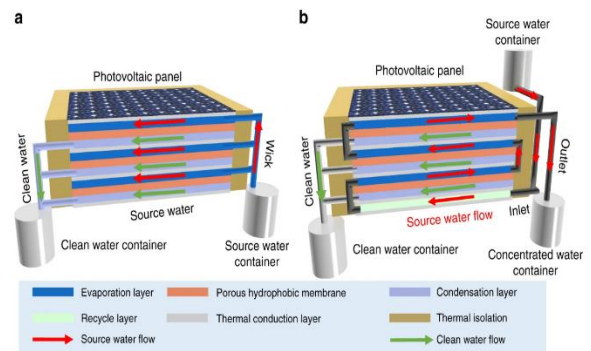 a
Photovoltaic panel
Clean water
Wick
Source water
Clean water container
Source water
container
b
Source water
container
Photovoltaic panel
Clean water
Outlet
Inlet
Source water flow
Clean water container
Concentrated water
container
Evaporation layer
Porous hydrophobic membrane
Condensation layer
Recycle layer
Thermal conduction layer
Thermal isolation
Source water flow
Clean water flow